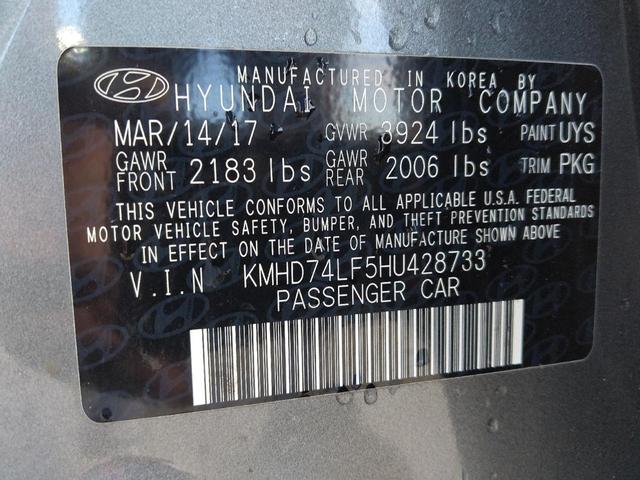 MANUFACTURED IN KOREA BY
HYUNDAI MOTOR COMPANY
MAR/14/17 GVWR 3924 lbs PAINT UYS
GAWR FRONT 2183 lbs GAWR REAR 2006 lbs TRIM PKG
THIS VEHICLE CONFORMS TO ALL APPLICABLE U.S.A. FEDERAL
MOTOR VEHICLE SAFETY, BUMPER, AND THEFT PREVENTION STANDARDS
IN EFFECT ON THE DATE OF MANUFACTURE SHOWN ABOVE
V.I.N KMHD74LF5HU428733
PASSENGER CAR